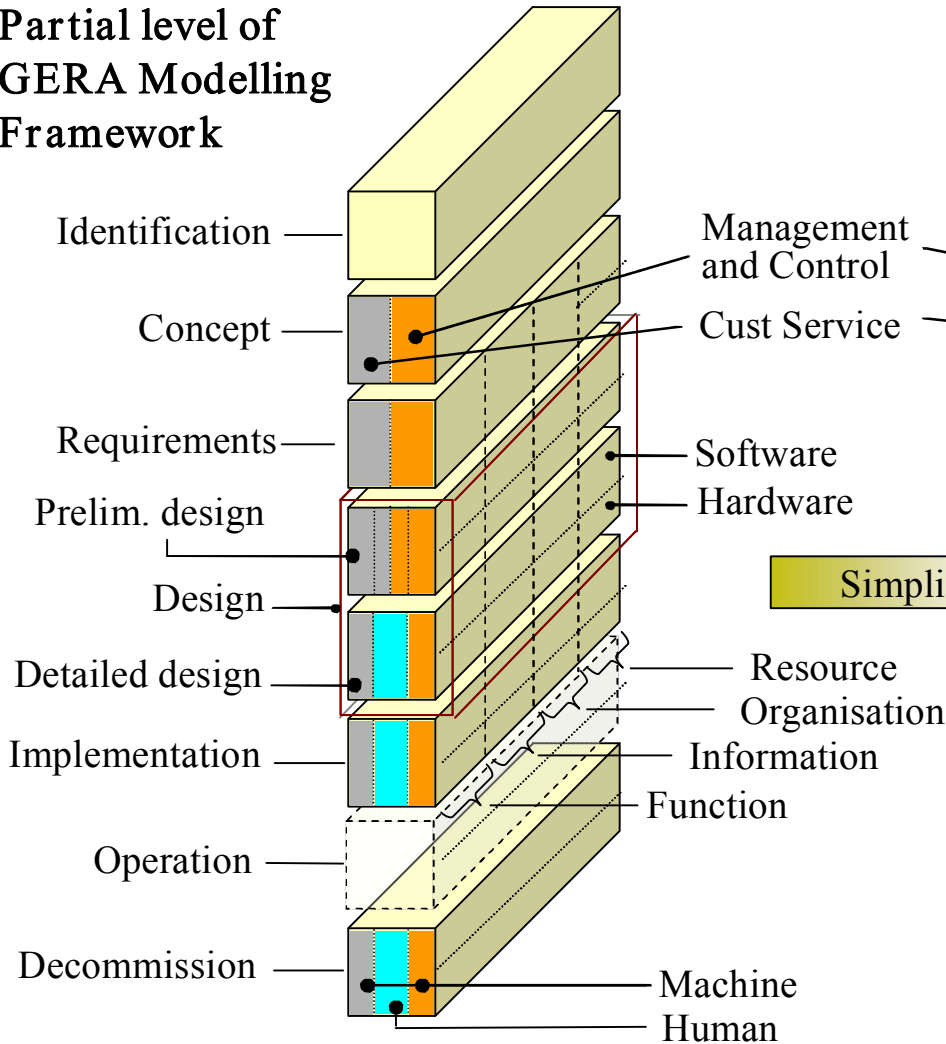 Partial level of
GERA Modelling
Framework
Identification
Management
and Control
Concept
Cust Service
Requirements
Software
Hardware
Prelim. design
Simpli
Design
Detailed design
Resource
Organisation
Implementation
Information
Function
Operation
Decommission
Machine
Human